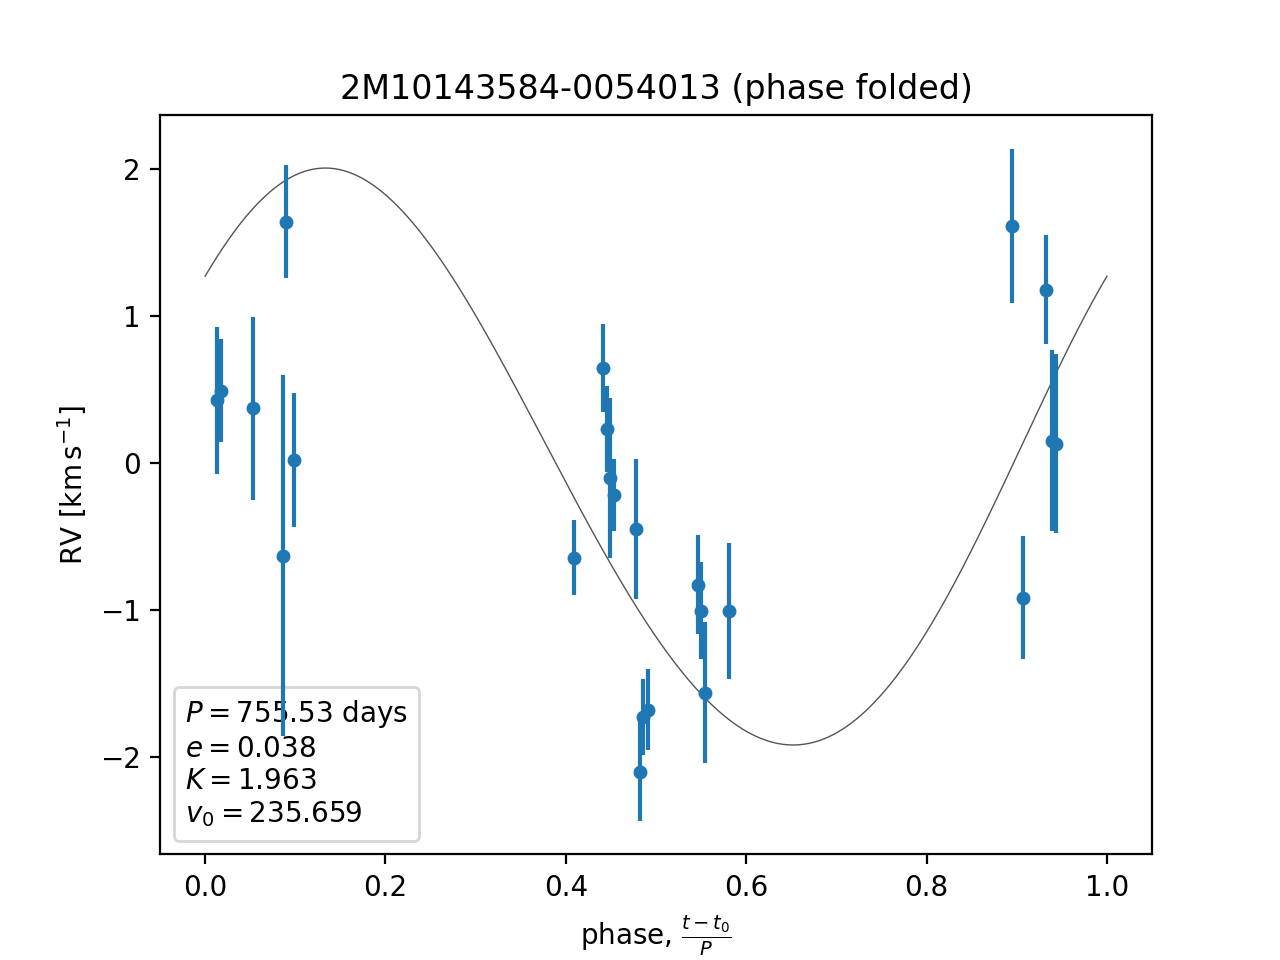 2M10143584-0054013 (phase folded)
2
1
0
−1
−2
RV [km s⁻¹]
P = 755.53 days
e = 0.038
K = 1.963
v₀ = 235.659
0.0 0.2 0.4 0.6 0.8 1.0
phase, (t − t₀)/P